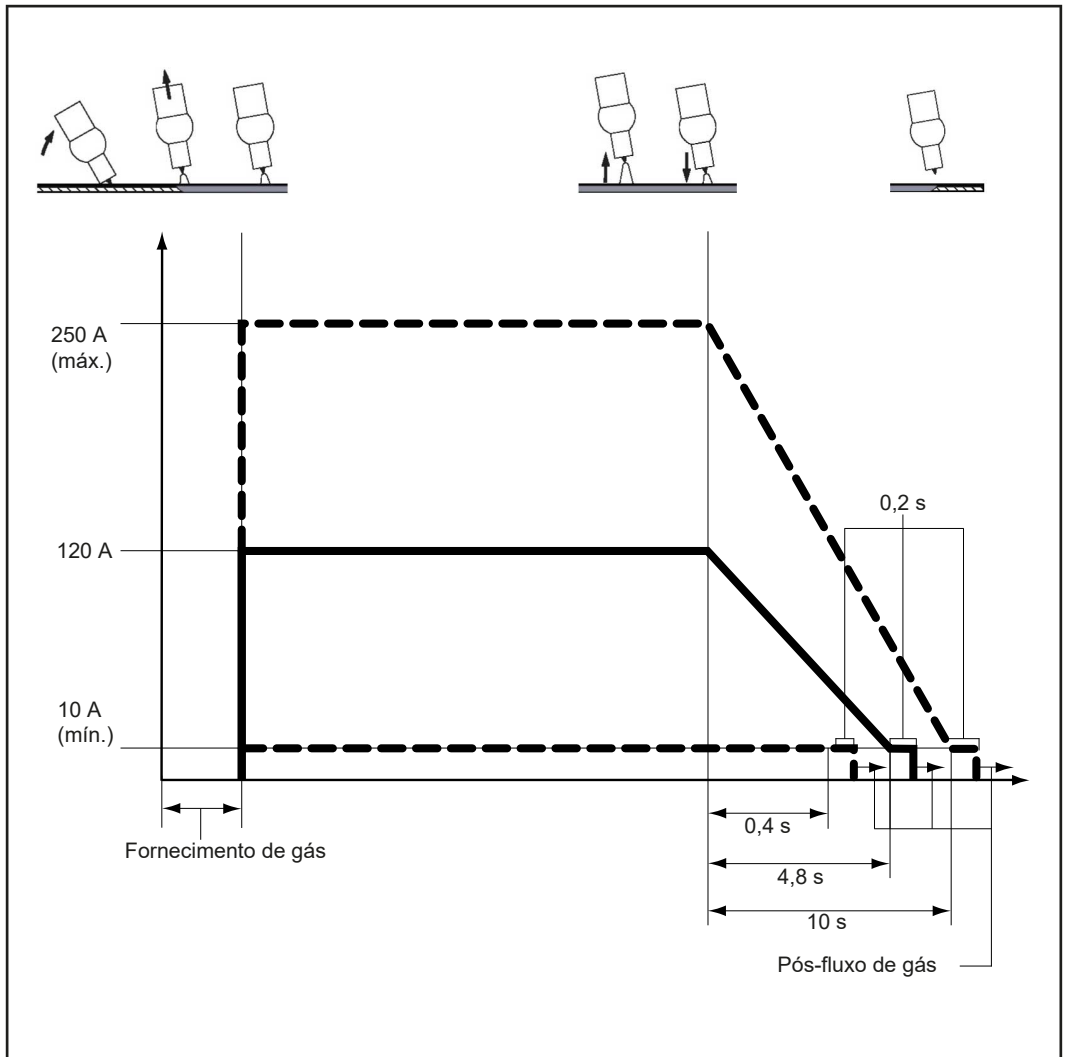 250 A
(máx.)
0,2 s
120 A
10 A
(mín.)
0,4 s
Fornecimento de gás
4,8 s
10 s
Pós-fluxo de gás